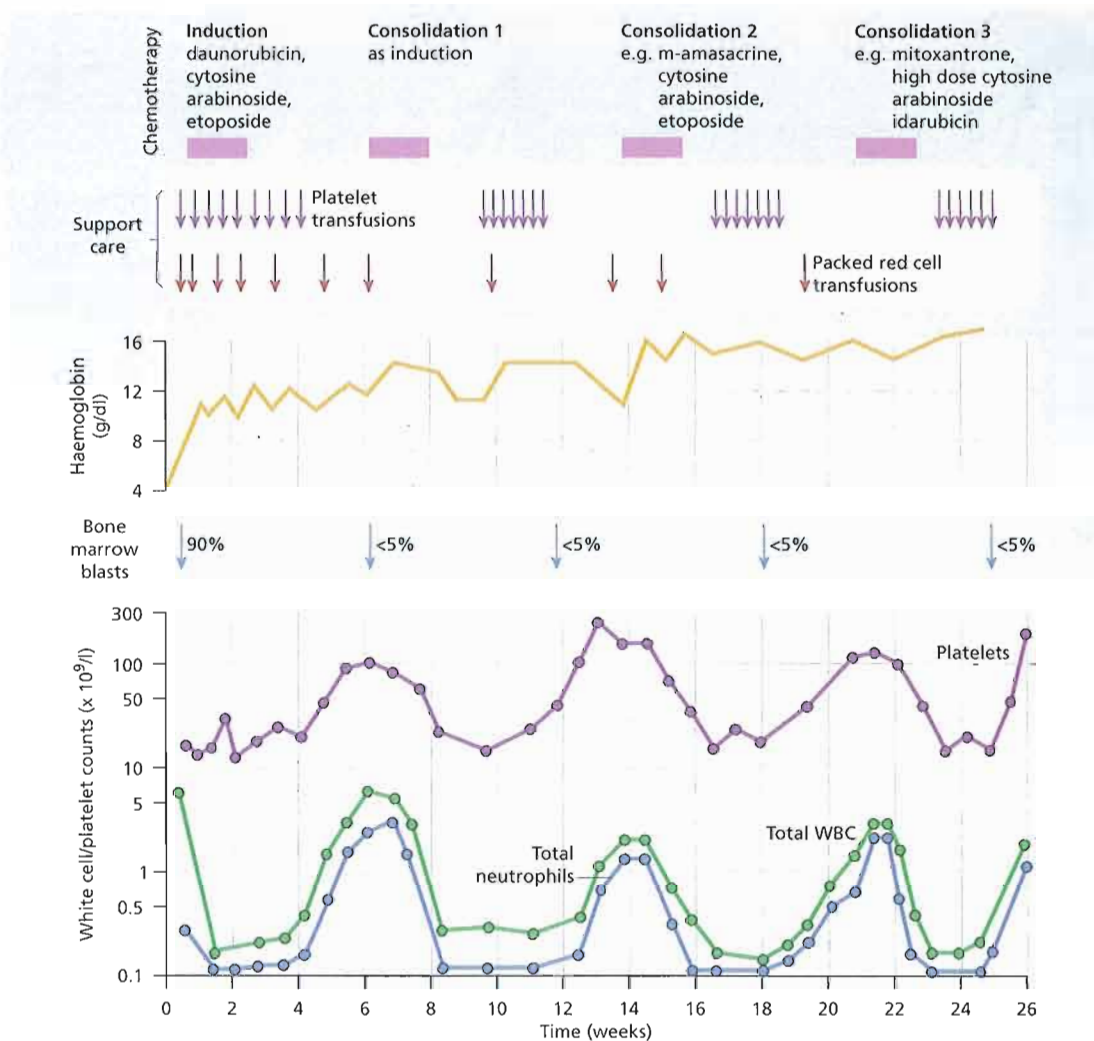 Chemotherapy
Induction
daunorubicin,
cytosine
arabinoside,
etoposide
Consolidation 1
as induction
Consolidation 2
e.g. m-amasacrine,
cytosine
arabinoside,
etoposide
Consolidation 3
e.g. mitoxantrone,
high dose cytosine
arabinoside
idarubicin
Support
care
Platelet
transfusions
Packed red cell
transfusions
Haemoglobin
(g/dl)
16
12
8
4
Bone
marrow
blasts
90%
<5%
<5%
<5%
<5%
White cell/platelet counts (x 10⁹/l)
300
100
50
10
5
1
0.5
0.1
Platelets
Total WBC
Total
neutrophils
0 2 4 6 8 10 12 14 16 18 20 22 24 26
Time (weeks)